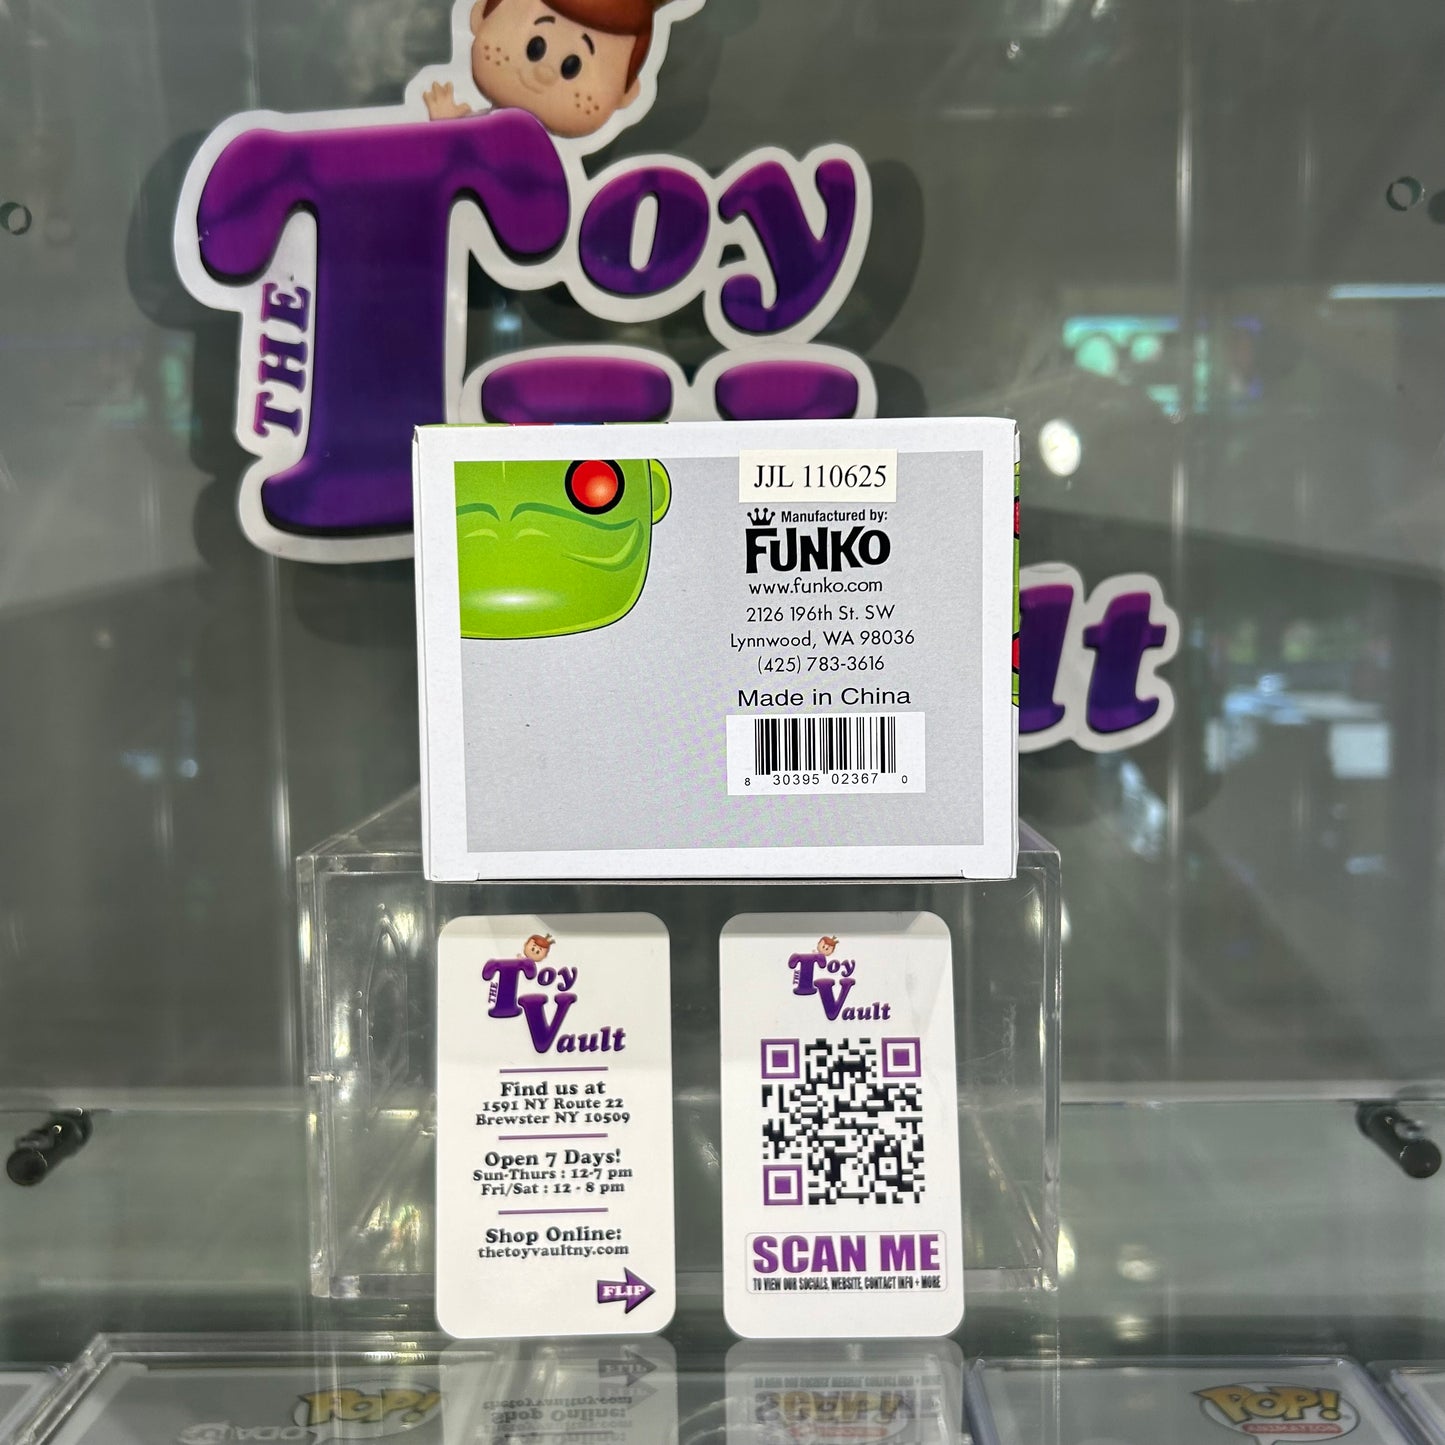 THE Toy
lt
JJL 110625
Manufactured by:
FUNKO
www.funko.com
2126 196th St. SW
Lynnwood, WA 98036
(425) 783-3616
Made in China
8 30395 02367 0
THE Toy
Vault
Find us at
1591 NY Route 22
Brewster NY 10509
Open 7 Days!
Sun-Thurs : 12-7 pm
Fri/Sat : 12 - 8 pm
Shop Online:
thetoyvaultny.com
FLIP
THE Toy
Vault
SCAN ME
TO VIEW OUR SOCIALS, WEBSITE, CONTACT INFO + MORE
POP!
POP!
ANIMATION